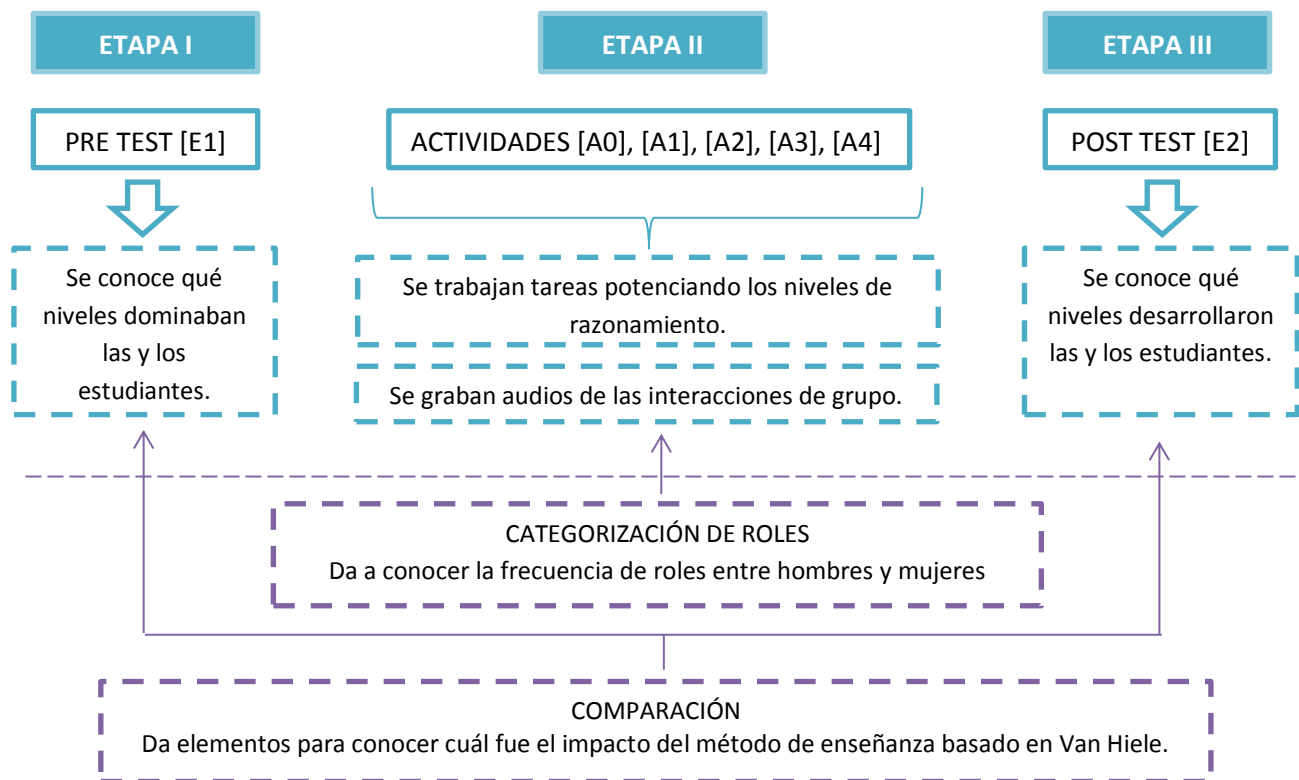 ETAPA I
ETAPA II
ETAPA III
PRE TEST [E1]
ACTIVIDADES [A0], [A1], [A2], [A3], [A4]
POST TEST [E2]
Se conoce qué
niveles dominaban
las y los
estudiantes.
Se trabajan tareas potenciando los niveles de
razonamiento.
Se graban audios de las interacciones de grupo.
Se conoce qué
niveles desarrollaron
las y los estudiantes.
CATEGORIZACIÓN DE ROLES
Da a conocer la frecuencia de roles entre hombres y mujeres
COMPARACIÓN
Da elementos para conocer cuál fue el impacto del método de enseñanza basado en Van Hiele.